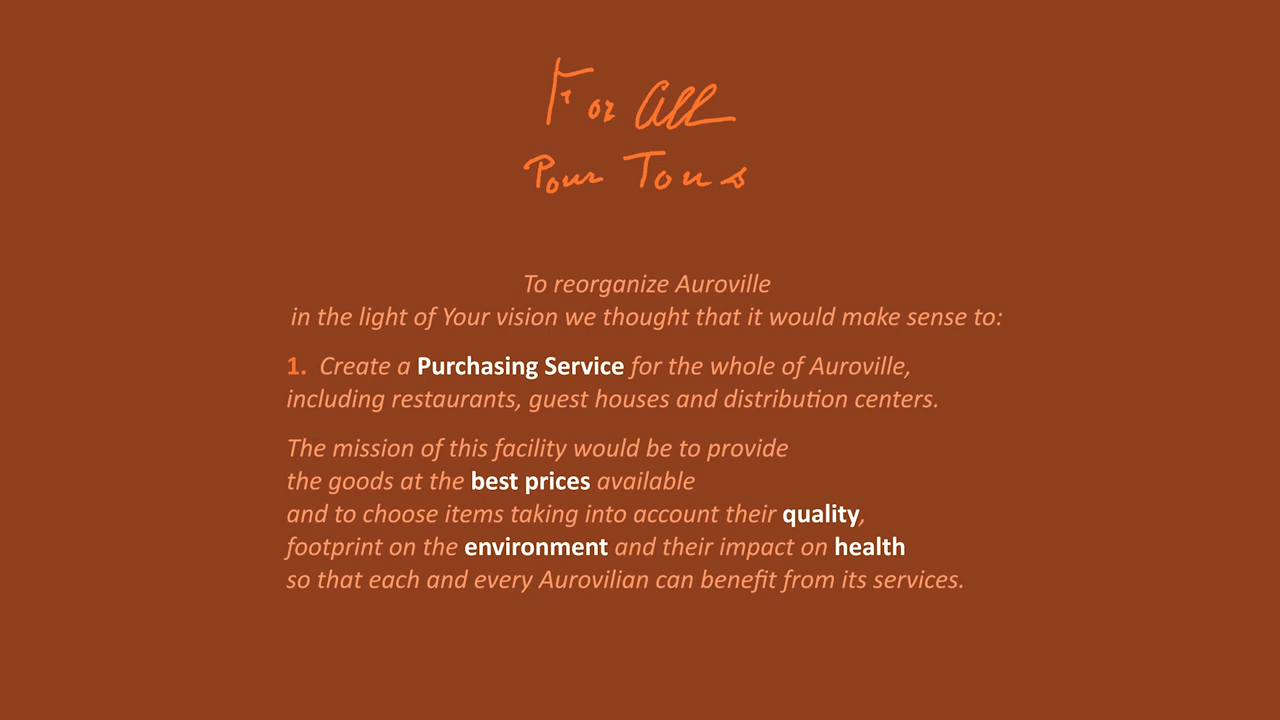 For All
Pour Tous
To reorganize Auroville
in the light of Your vision we thought that it would make sense to:
1. Create a Purchasing Service for the whole of Auroville,
including restaurants, guest houses and distribution centers.
The mission of this facility would be to provide
the goods at the best prices available
and to choose items taking into account their quality,
footprint on the environment and their impact on health
so that each and every Aurovilian can benefit from its services.